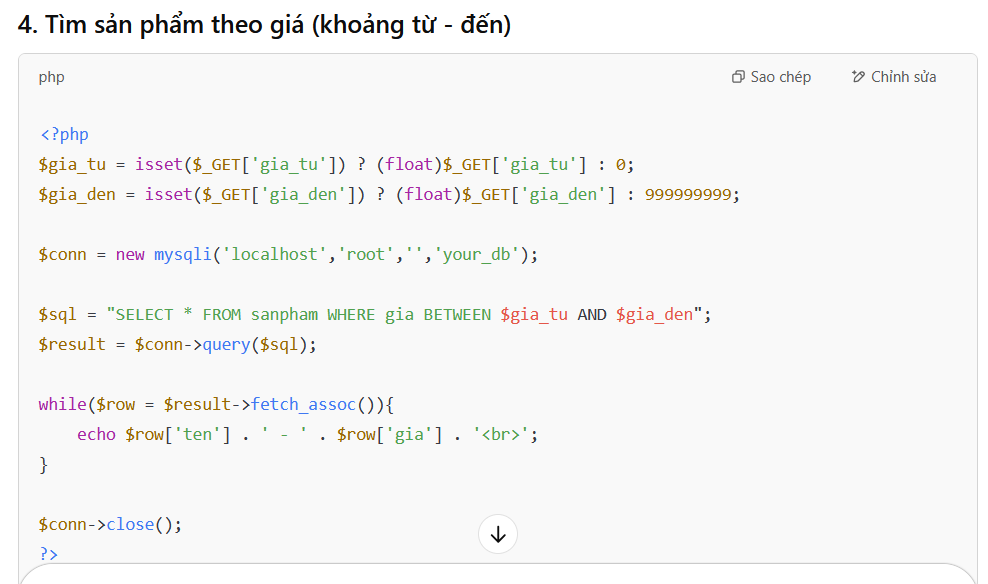 4. Tìm sản phẩm theo giá (khoảng từ - đến)
php
Sao chép
Chỉnh sửa
<?php
$gia_tu = isset($_GET['gia_tu']) ? (float)$_GET['gia_tu'] : 0;
$gia_den = isset($_GET['gia_den']) ? (float)$_GET['gia_den'] : 999999999;
$conn = new mysqli('localhost','root','','your_db');
$sql = "SELECT * FROM sanpham WHERE gia BETWEEN $gia_tu AND $gia_den";
$result = $conn->query($sql);
while($row = $result->fetch_assoc()){
    echo $row['ten'] . ' - ' . $row['gia'] . '<br>';
}
$conn->close();
?>